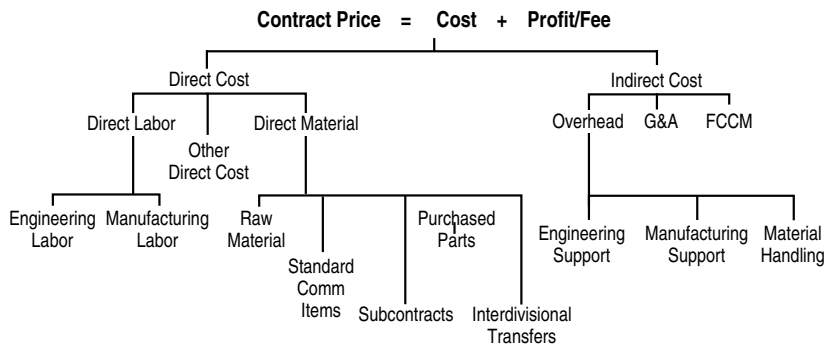 Contract Price = Cost + Profit/Fee
Direct Cost
Indirect Cost
Direct Labor
Other
Direct Cost
Direct Material
Overhead
G&A
FCCM
Engineering
Labor
Manufacturing
Labor
Raw
Material
Standard
Comm
Items
Subcontracts
Purchased
Parts
Interdivisional
Transfers
Engineering
Support
Manufacturing
Support
Material
Handling